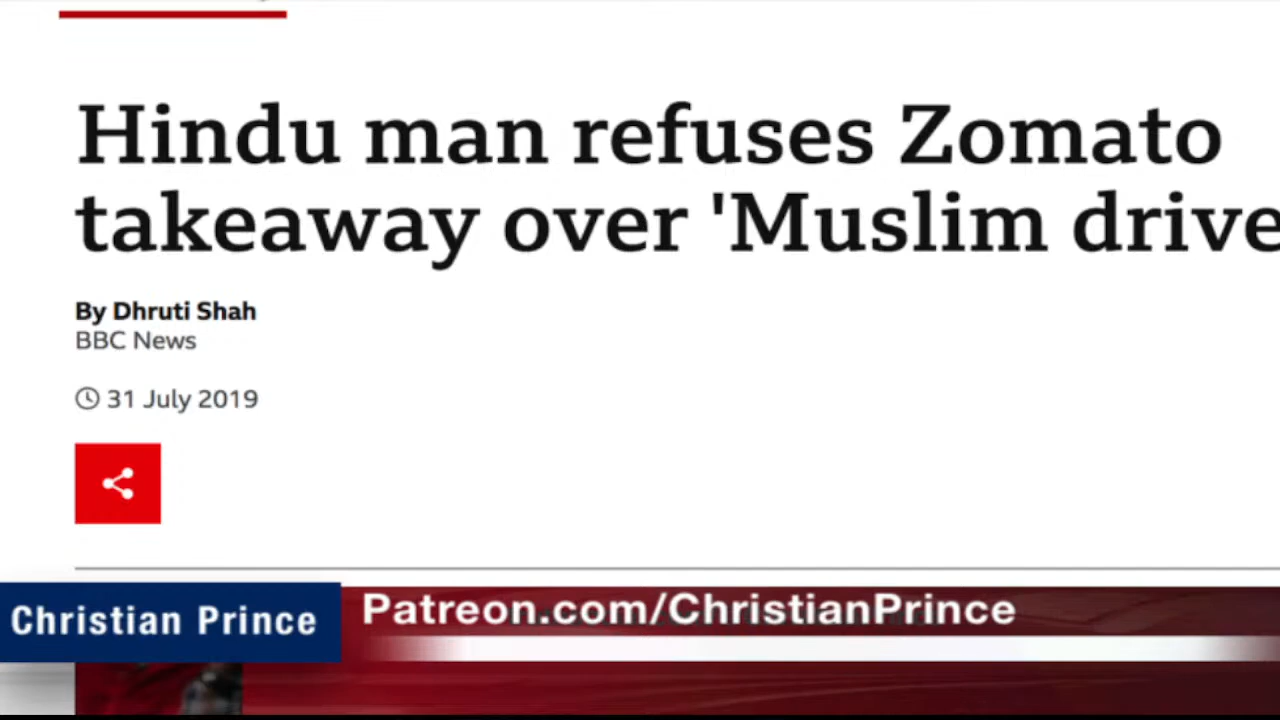 Hindu man refuses Zomato
takeaway over 'Muslim drive
By Dhruti Shah
BBC News
31 July 2019
Christian Prince
Patreon.com/ChristianPrince